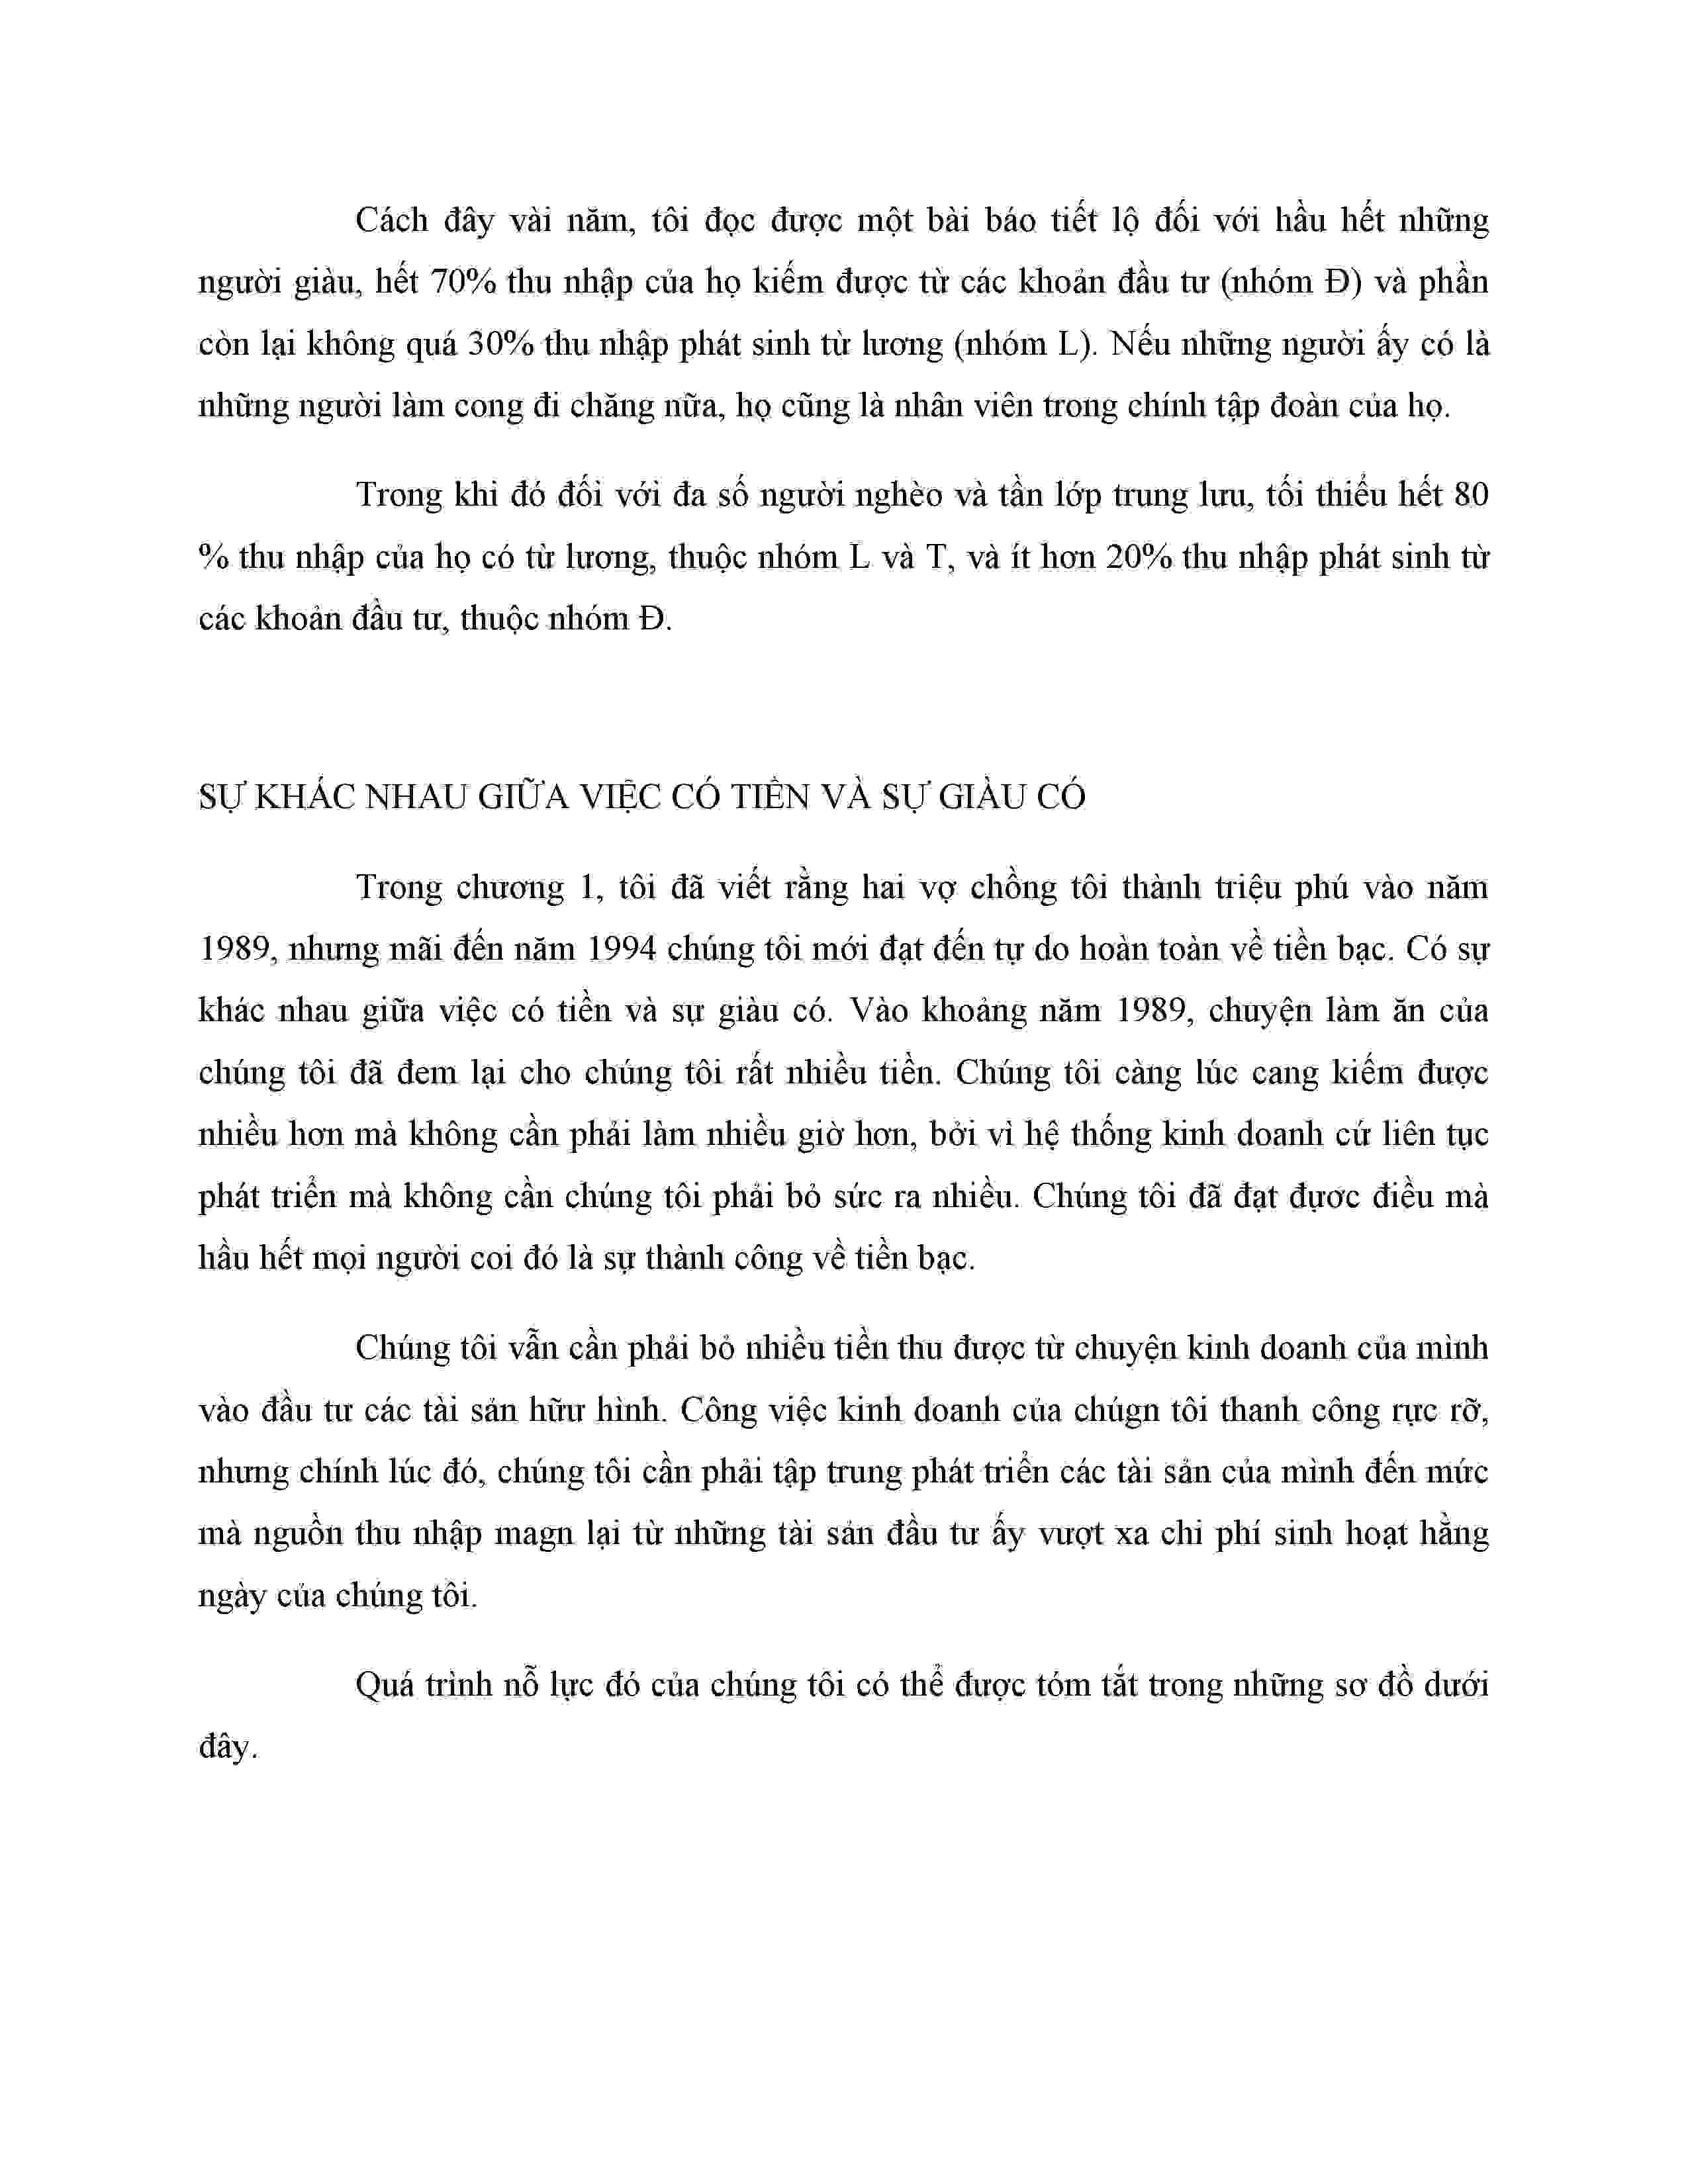 Cách đây vài năm, tôi đọc được một bài báo tiết lộ đối với hầu hết những
người giàu, hết 70% thu nhập của họ kiếm được từ các khoản đầu tư (nhóm Đ) và phần
còn lại không quá 30% thu nhập phát sinh từ lương (nhóm L). Nếu những người ấy có là
những người làm cong đi chăng nữa, họ cũng là nhân viên trong chính tập đoàn của họ.
Trong khi đó đối với đa số người nghèo và tần lớp trung lưu, tối thiểu hết 80
% thu nhập của họ có từ lương, thuộc nhóm L và T, và ít hơn 20% thu nhập phát sinh từ
các khoản đầu tư, thuộc nhóm Đ.
SỰ KHÁC NHAU GIỮA VIỆC CÓ TIỀN VÀ SỰ GIÀU CÓ
Trong chương 1, tôi đã viết rằng hai vợ chồng tôi thành triệu phú vào năm
1989, nhưng mãi đến năm 1994 chúng tôi mới đạt đến tự do hoàn toàn về tiền bạc. Có sự
khác nhau giữa việc có tiền và sự giàu có. Vào khoảng năm 1989, chuyện làm ăn của
chúng tôi đã đem lại cho chúng tôi rất nhiều tiền. Chúng tôi càng lúc cang kiếm được
nhiều hơn mà không cần phải làm nhiều giờ hơn, bởi vì hệ thống kinh doanh cứ liên tục
phát triển mà không cần chúng tôi phải bỏ sức ra nhiều. Chúng tôi đã đạt đựơc điều mà
hầu hết mọi người coi đó là sự thành công về tiền bạc.
Chúng tôi vẫn cần phải bỏ nhiều tiền thu được từ chuyện kinh doanh của mình
vào đầu tư các tài sản hữư hình. Công việc kinh doanh của chúgn tôi thanh công rực rỡ,
nhưng chính lúc đó, chúng tôi cần phải tập trung phát triển các tài sản của mình đến mức
mà nguồn thu nhập magn lại từ những tài sản đầu tư ấy vượt xa chi phí sinh hoạt hằng
ngày của chúng tôi.
Quá trình nỗ lực đó của chúng tôi có thể được tóm tắt trong những sơ đồ dưới
đây.